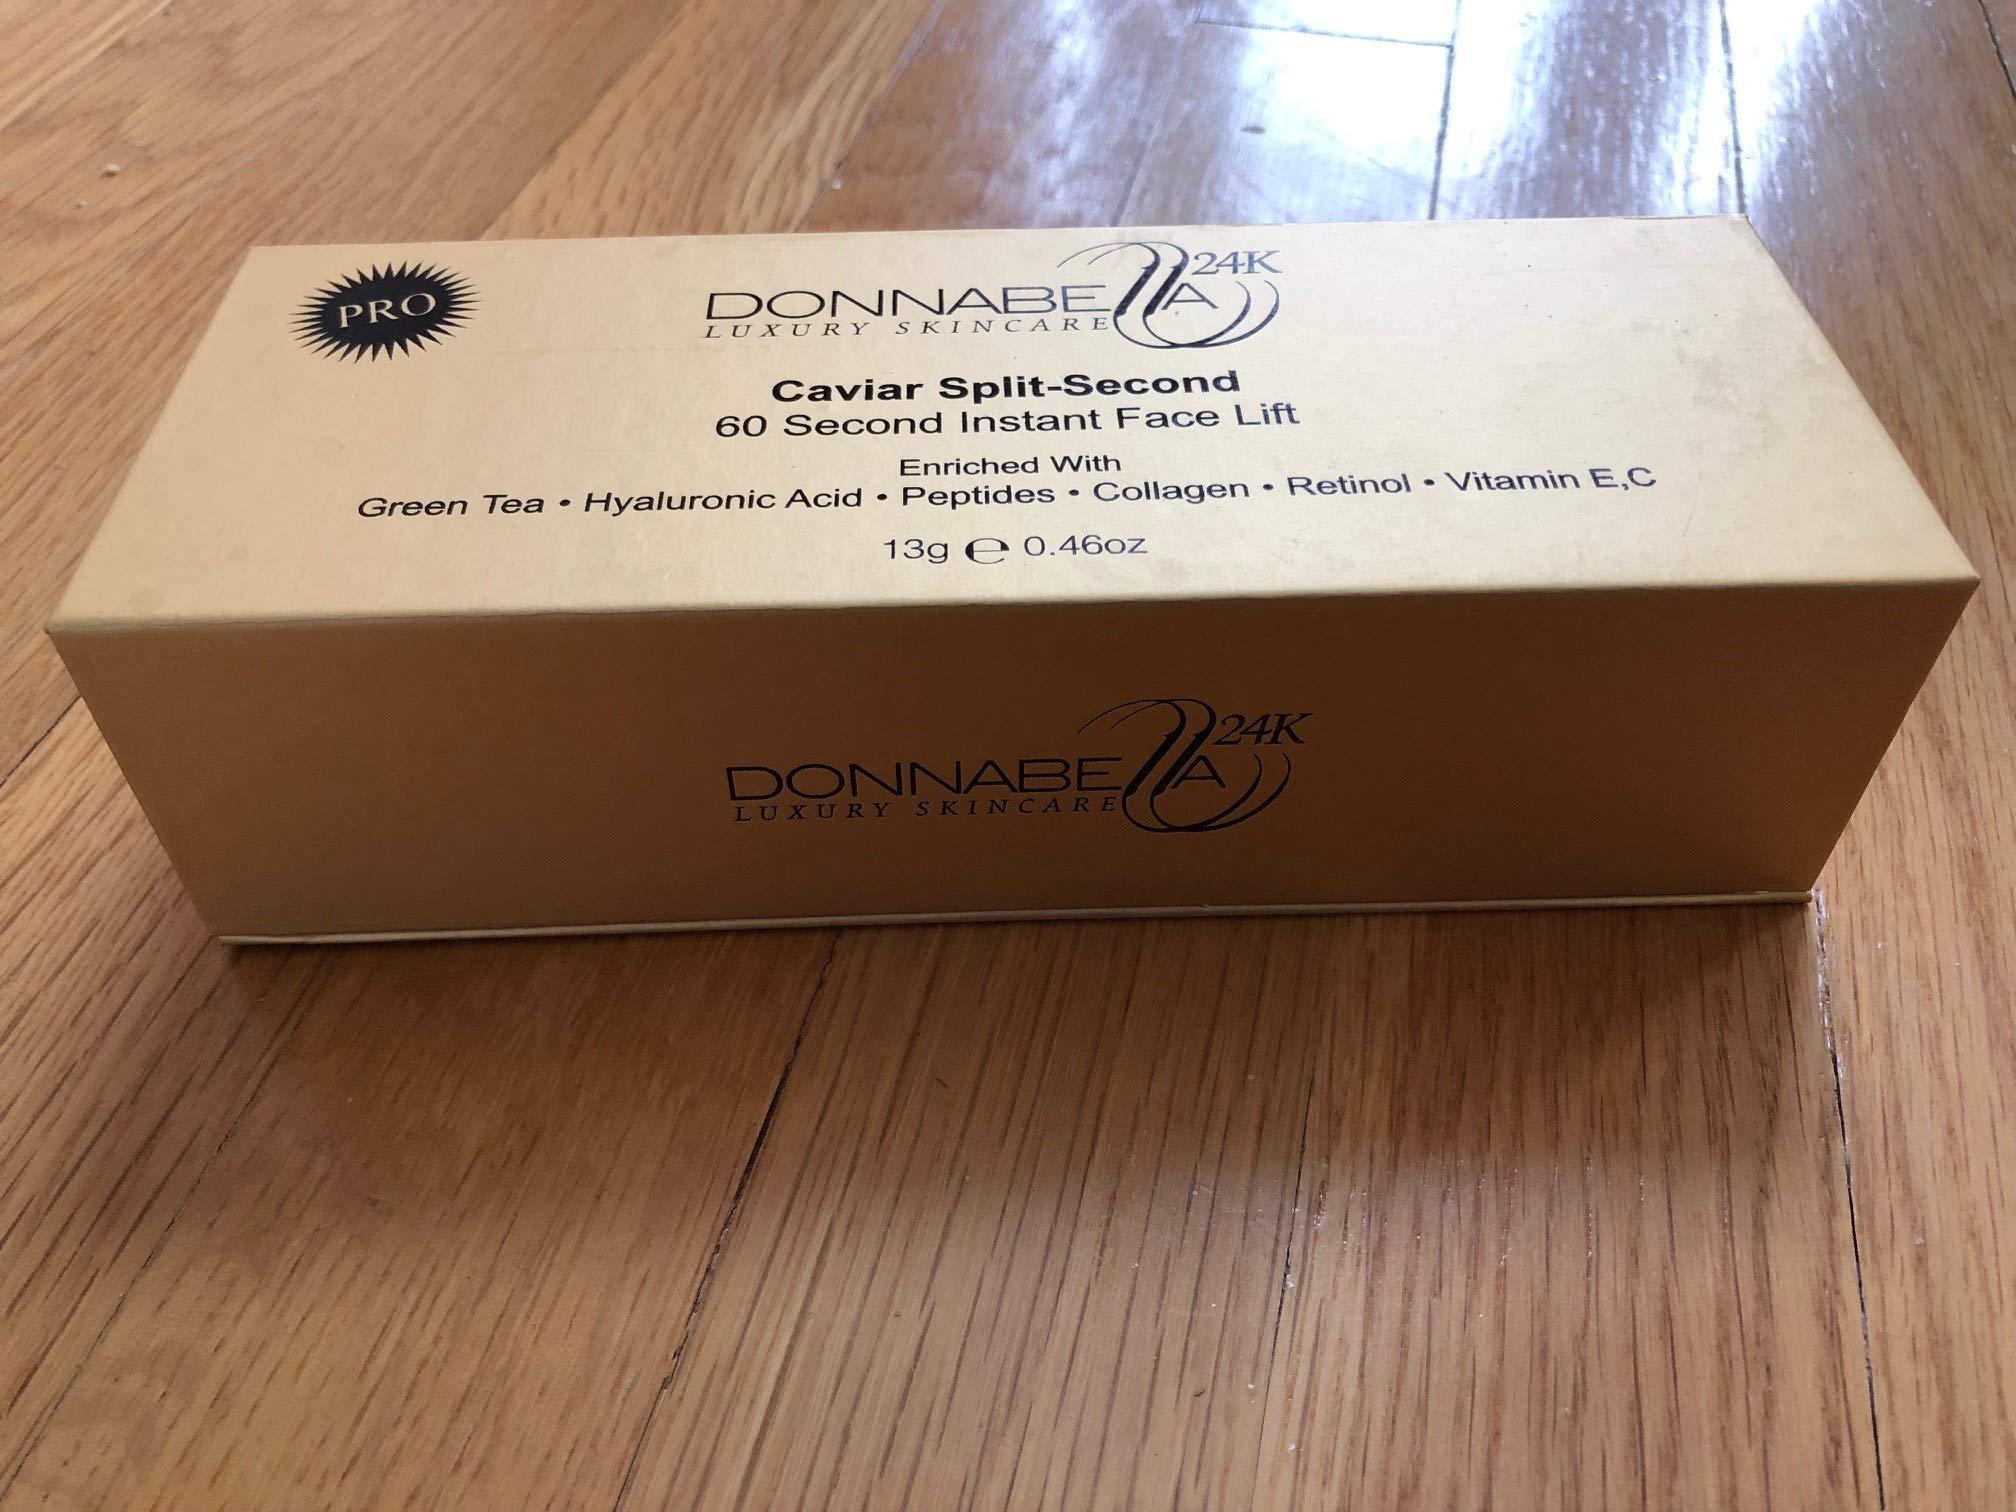 PRO
DONNABELLA 24K
LUXURY SKINCARE
Caviar Split-Second
60 Second Instant Face Lift
Enriched With
Green Tea • Hyaluronic Acid • Peptides • Collagen • Retinol • Vitamin E,C
13g ℮ 0.46oz
DONNABELLA 24K
LUXURY SKINCARE